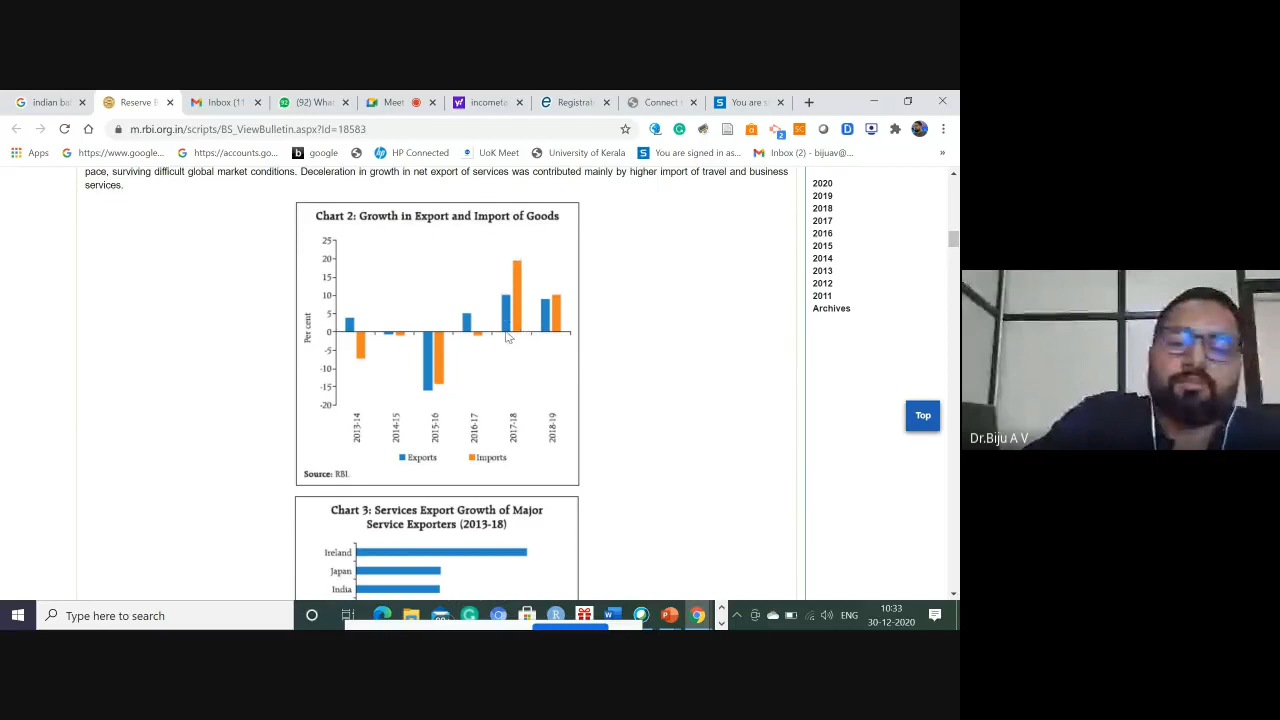 indian ba
Reserve B
Inbox (11
(92) Wha
Meet
incometa
Registrat
Connect t
You are s
m.rbi.org.in/scripts/BS_ViewBulletin.aspx?Id=18583
Apps
https://www.google...
https://accounts.go...
google
HP Connected
UoK Meet
University of Kerala
You are signed in as...
Inbox (2) - bijuav@...
»
pace, surviving difficult global market conditions. Deceleration in growth in net export of services was contributed mainly by higher import of travel and business
services.
Chart 2: Growth in Export and Import of Goods
Per cent
25
20
15
10
5
0
-5
-10
-15
-20
2013-14
2014-15
2015-16
2016-17
2017-18
2018-19
Exports
Imports
Source: RBI.
Chart 3: Services Export Growth of Major
Service Exporters (2013-18)
Ireland
Japan
India
2020
2019
2018
2017
2016
2015
2014
2013
2012
2011
Archives
Top
Dr.Biju A V
Type here to search
ENG
10:33
30-12-2020